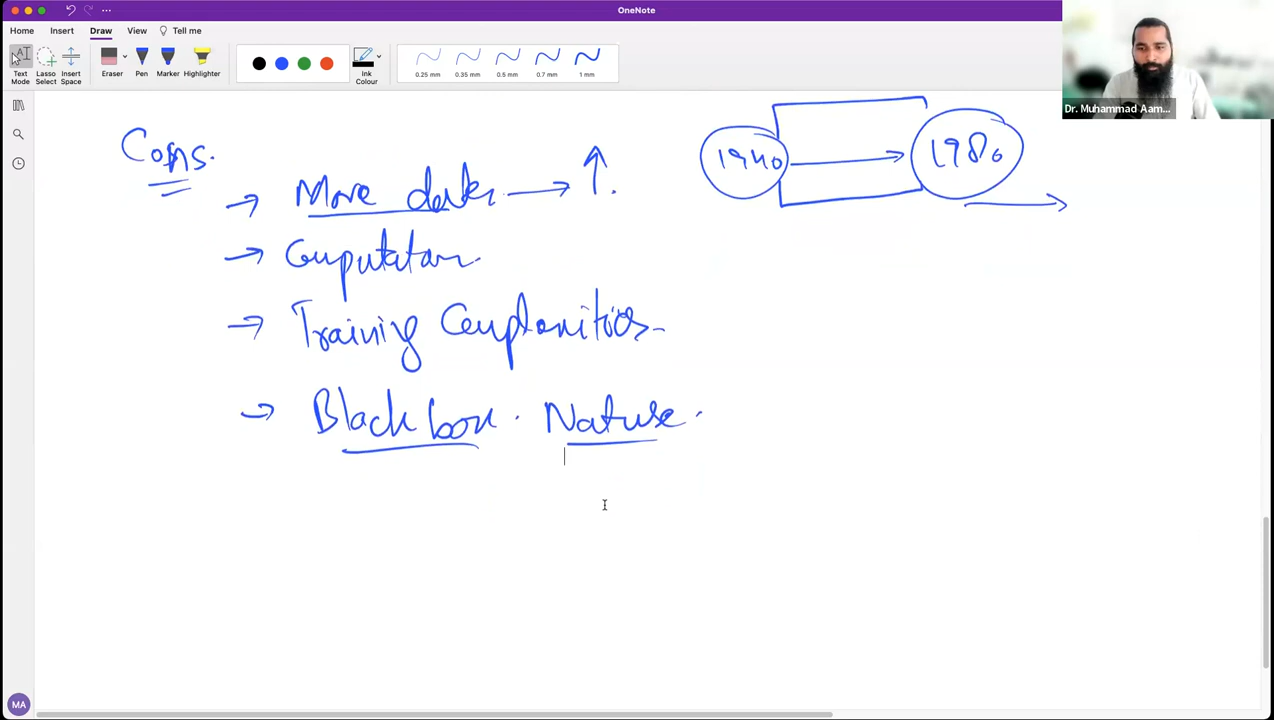 OneNote
Home Insert Draw View Tell me
Text Mode Lasso Select Insert Space Eraser Pen Marker Highlighter Ink Colour 0.25 mm 0.35 mm 0.5 mm 0.7 mm 1 mm
Dr. Muhammad Aam...
Cons.
1940 → 1980 →
→ More data → ↑.
→ Computation.
→ Training Complexities.
→ Black box. Nature.
MA